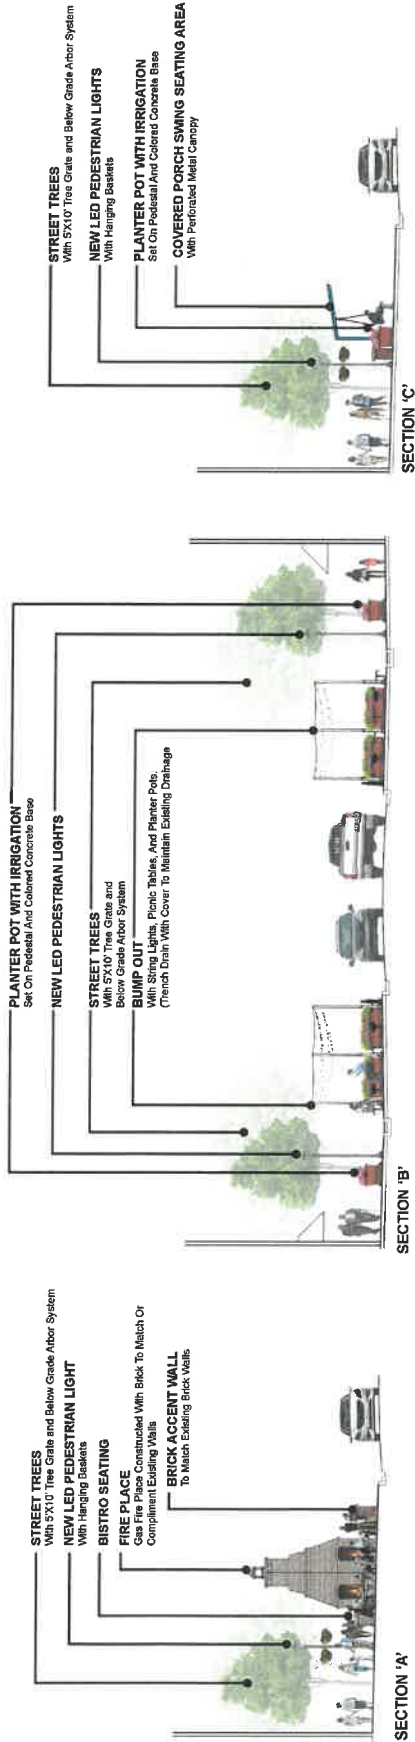 STREET TREES
With 5'X10' Tree Grate and Below Grade Arbor System
NEW LED PEDESTRIAN LIGHT
With Hanging Baskets
BISTRO SEATING
FIRE PLACE
Gas Fire Place Constructed With Brick To Match Or
Compliment Existing Walls
BRICK ACCENT WALL
To Match Existing Brick Walls
SECTION 'A'
PLANTER POT WITH IRRIGATION
Set On Pedestal And Colored Concrete Base
NEW LED PEDESTRIAN LIGHTS
STREET TREES
With 5'X10' Tree Grate and
Below Grade Arbor System
BUMP OUT
With String Lights, Picnic Tables, And Planter Pots.
(Trench Drain With Cover To Maintain Existing Drainage
SECTION 'B'
STREET TREES
With 5'X10' Tree Grate and Below Grade Arbor System
NEW LED PEDESTRIAN LIGHTS
With Hanging Baskets
PLANTER POT WITH IRRIGATION
Set On Pedestal And Colored Concrete Base
COVERED PORCH SWING SEATING AREA
With Perforated Metal Canopy
SECTION 'C'